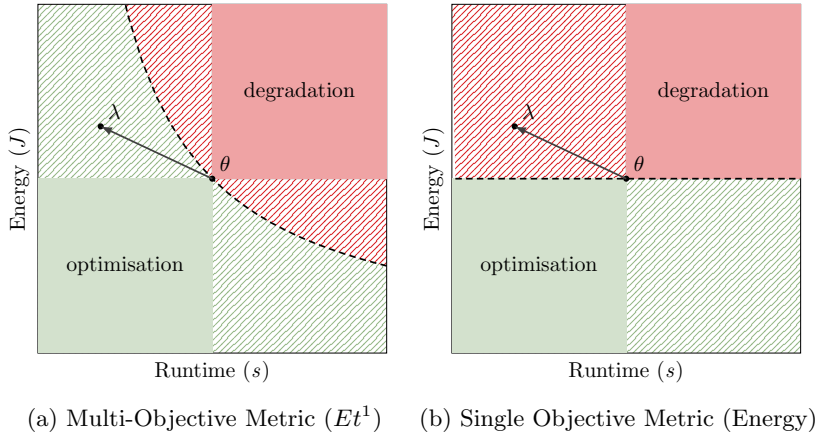 degradation
λ
θ
optimisation
Energy (J)
Runtime (s)
(a) Multi-Objective Metric (Et¹)
degradation
λ
θ
optimisation
Energy (J)
Runtime (s)
(b) Single Objective Metric (Energy)